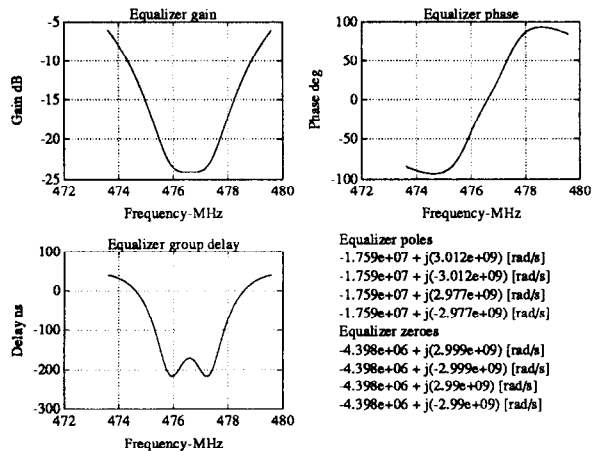 Equalizer gain
-5
-10
-15
-20
-25
472
474
476
478
480
Gain dB
Frequency-MHz
Equalizer phase
100
50
0
-50
-100
472
474
476
478
480
Phase deg
Frequency-MHz
Equalizer group delay
100
0
-100
-200
-300
472
474
476
478
480
Delay ns
Frequency-MHz
Equalizer poles
-1.759e+07 + j(3.012e+09) [rad/s]
-1.759e+07 + j(-3.012e+09) [rad/s]
-1.759e+07 + j(2.977e+09) [rad/s]
-1.759e+07 + j(-2.977e+09) [rad/s]
Equalizer zeroes
-4.398e+06 + j(2.999e+09) [rad/s]
-4.398e+06 + j(-2.999e+09) [rad/s]
-4.398e+06 + j(2.99e+09) [rad/s]
-4.398e+06 + j(-2.99e+09) [rad/s]